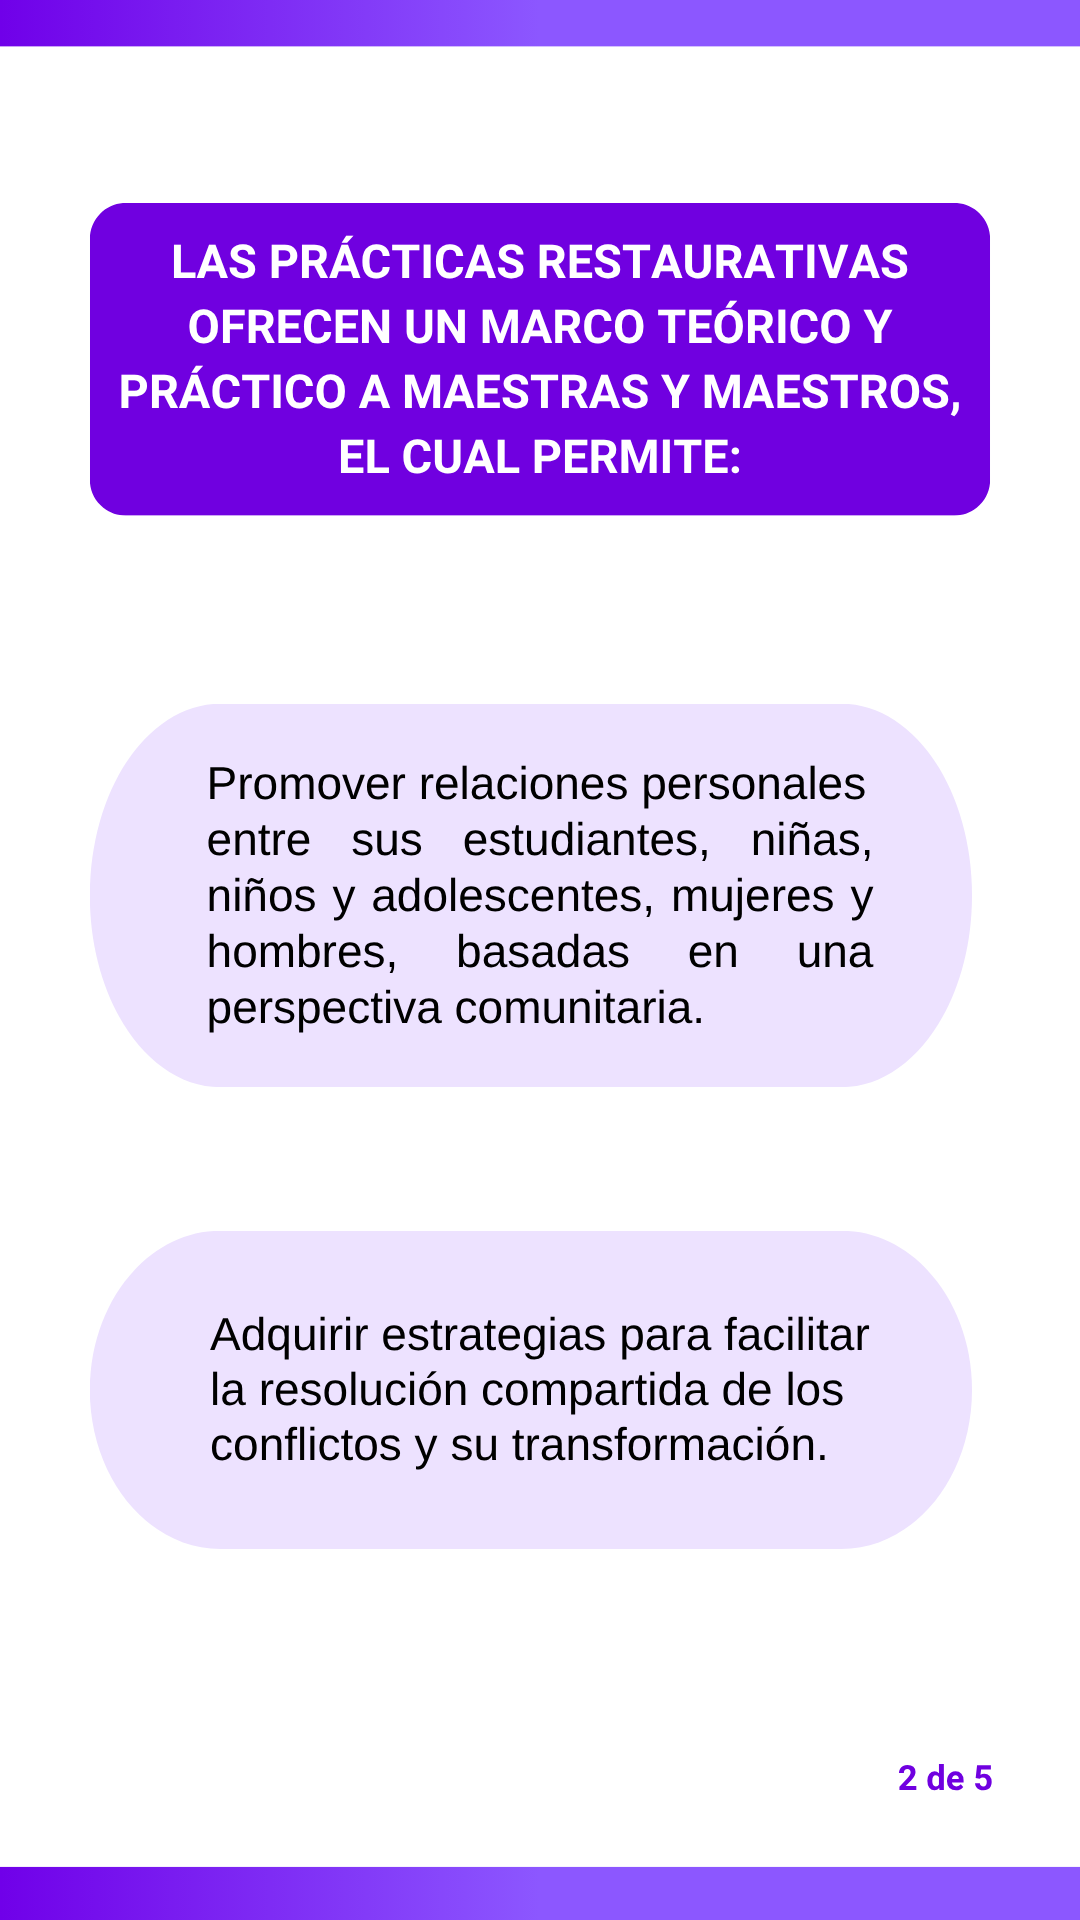 LAS PRÁCTICAS RESTAURATIVAS
OFRECEN UN MARCO TEÓRICO Y
PRÁCTICO A MAESTRAS Y MAESTROS,
EL CUAL PERMITE:
Promover relaciones personales
entre sus estudiantes, niñas,
niños y adolescentes, mujeres y
hombres, basadas en una
perspectiva comunitaria.
Adquirir estrategias para facilitar
la resolución compartida de los
conflictos y su transformación.
2 de 5